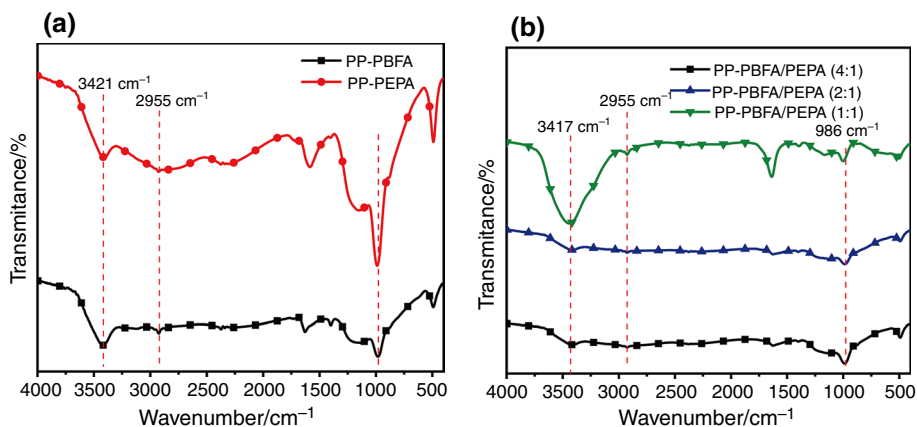 (a)
PP-PBFA
PP-PEPA
3421 cm⁻¹
2955 cm⁻¹
Transmitance/%
4000 3500 3000 2500 2000 1500 1000 500
Wavenumber/cm⁻¹
(b)
PP-PBFA/PEPA (4:1)
PP-PBFA/PEPA (2:1)
PP-PBFA/PEPA (1:1)
3417 cm⁻¹
2955 cm⁻¹
986 cm⁻¹
Transmitance/%
4000 3500 3000 2500 2000 1500 1000 500
Wavenumber/cm⁻¹